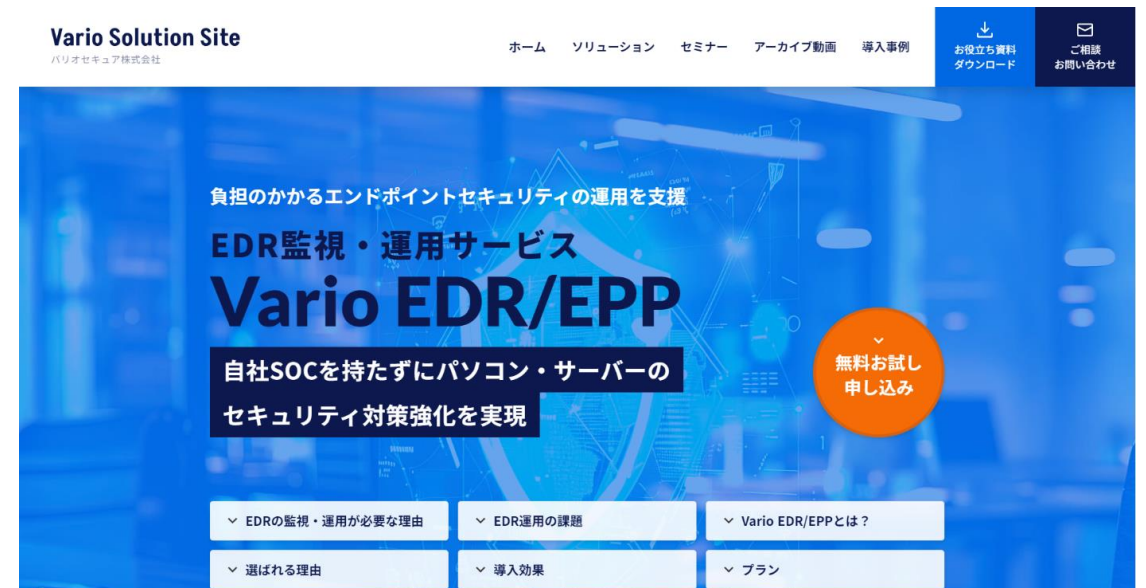 Vario Solution Site
バリオセキュア株式会社
ホーム
ソリューション
セミナー
アーカイブ動画
導入事例
お役立ち資料
ダウンロード
ご相談
お問い合わせ
負担のかかるエンドポイントセキュリティの運用を支援
EDR監視・運用サービス
Vario EDR/EPP
自社SOCを持たずにパソコン・サーバーの
セキュリティ対策強化を実現
無料お試し
申し込み
EDRの監視・運用が必要な理由
EDR運用の課題
Vario EDR/EPPとは？
選ばれる理由
導入効果
プラン